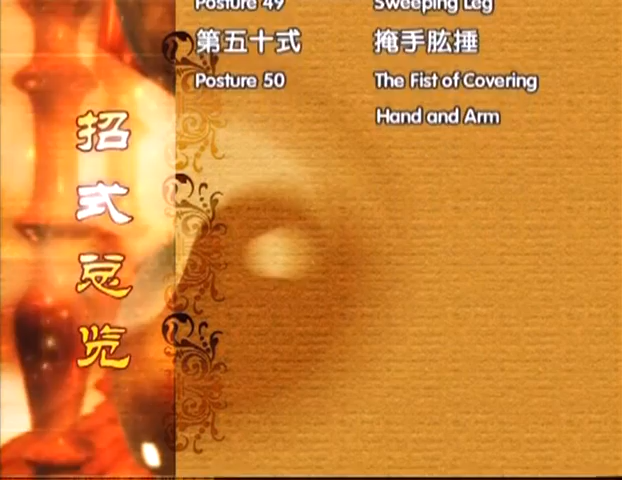 Posture 49 Sweeping Leg
第五十式 掩手肱捶
Posture 50 The Fist of Covering
Hand and Arm
招式总览